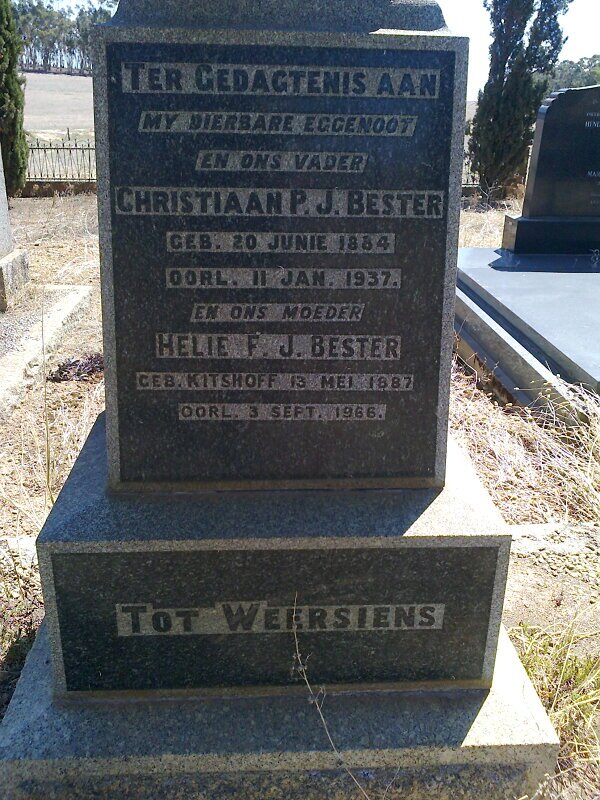 TER GEDAGTENIS AAN
MY DIERBARE EGGENOOT
EN ONS VADER
CHRISTIAAN P. J. BESTER
GEB. 20 JUNIE 1884
OORL. 11 JAN. 1937.
EN ONS MOEDER
HELIE F. J. BESTER
GEB. KITSHOFF 13 MEI 1887
OORL. 3 SEPT. 1966.
TOT WEERSIENS